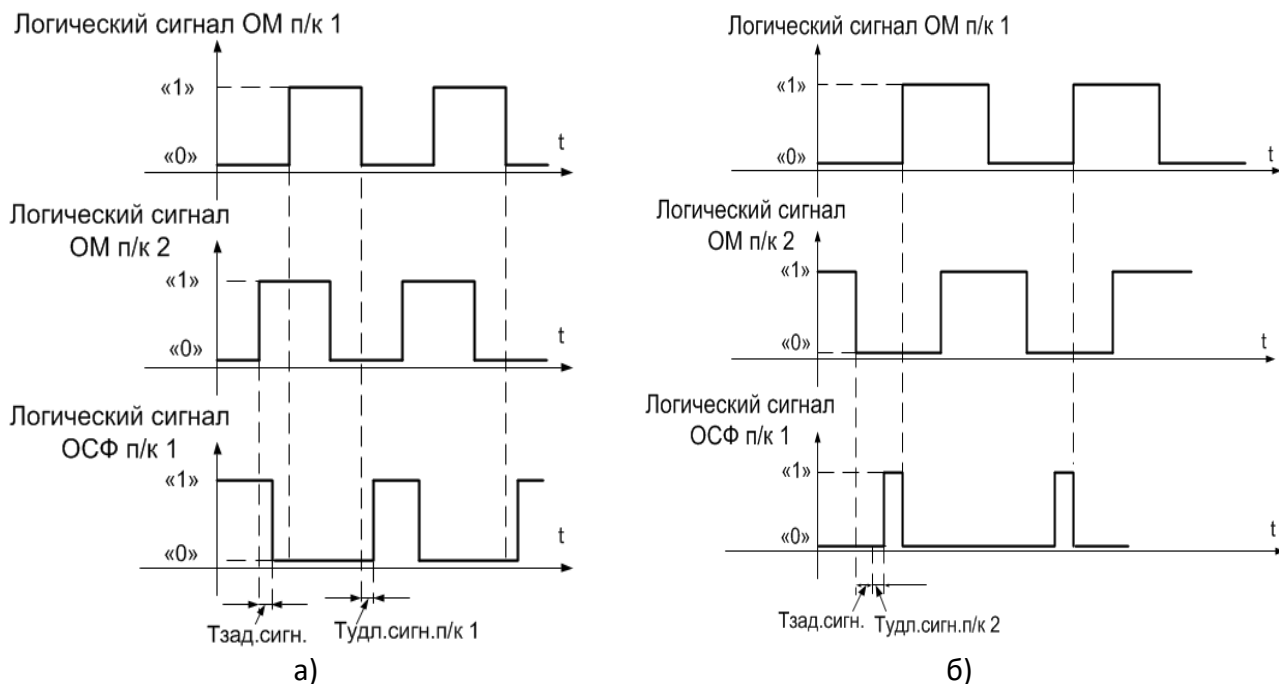 Логический сигнал ОМ п/к 1
«1»
«0»
t
Логический сигнал
ОМ п/к 2
«1»
«0»
t
Логический сигнал
ОСФ п/к 1
«1»
«0»
t
Тзад.сигн.
Тудл.сигн.п/к 1
а)
Логический сигнал ОМ п/к 1
«1»
«0»
t
Логический сигнал
ОМ п/к 2
«1»
«0»
t
Логический сигнал
ОСФ п/к 1
«1»
«0»
t
Тзад.сигн.
Тудл.сигн.п/к 2
б)